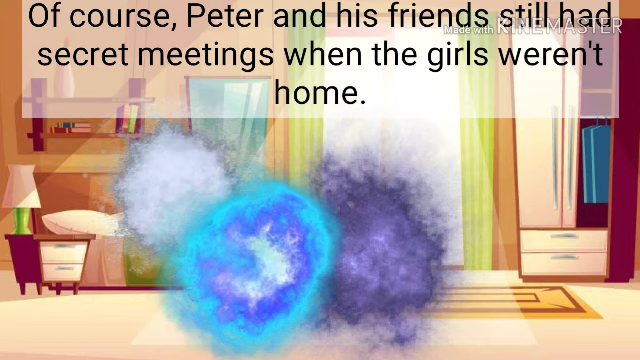 Of course, Peter and his friends still had
Made with KINEMASTER
secret meetings when the girls weren't
home.